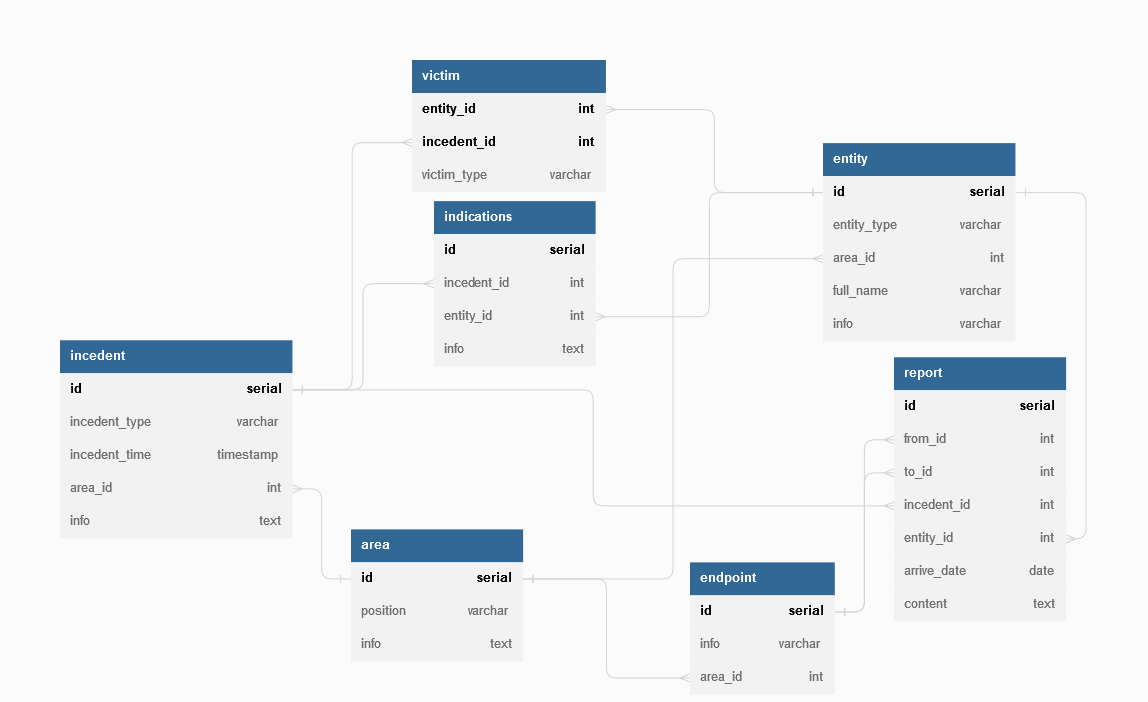 victim
entity_id int
incedent_id int
victim_type varchar
indications
id serial
incedent_id int
entity_id int
info text
entity
id serial
entity_type varchar
area_id int
full_name varchar
info varchar
incedent
id serial
incedent_type varchar
incedent_time timestamp
area_id int
info text
report
id serial
from_id int
to_id int
incedent_id int
entity_id int
arrive_date date
content text
area
id serial
position varchar
info text
endpoint
id serial
info varchar
area_id int